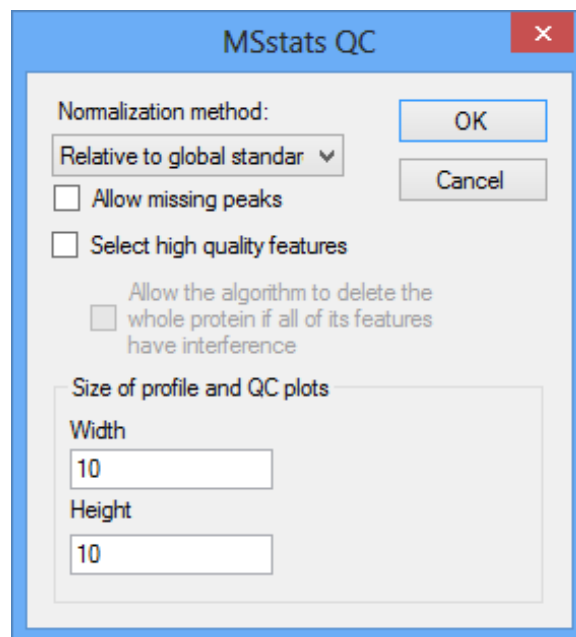 MSstats QC
Normalization method:
OK
Relative to global standar
Cancel
Allow missing peaks
Select high quality features
Allow the algorithm to delete the
whole protein if all of its features
have interference
Size of profile and QC plots
Width
10
Height
10